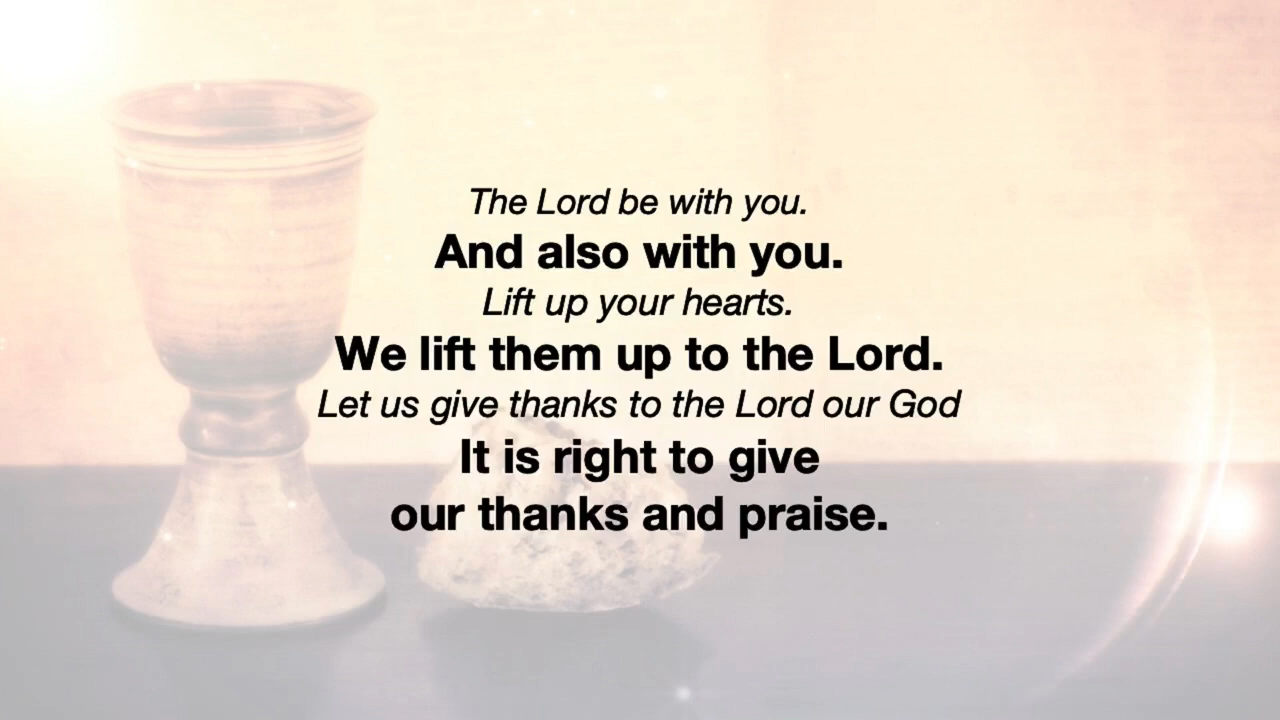 The Lord be with you.
And also with you.
Lift up your hearts.
We lift them up to the Lord.
Let us give thanks to the Lord our God
It is right to give
our thanks and praise.